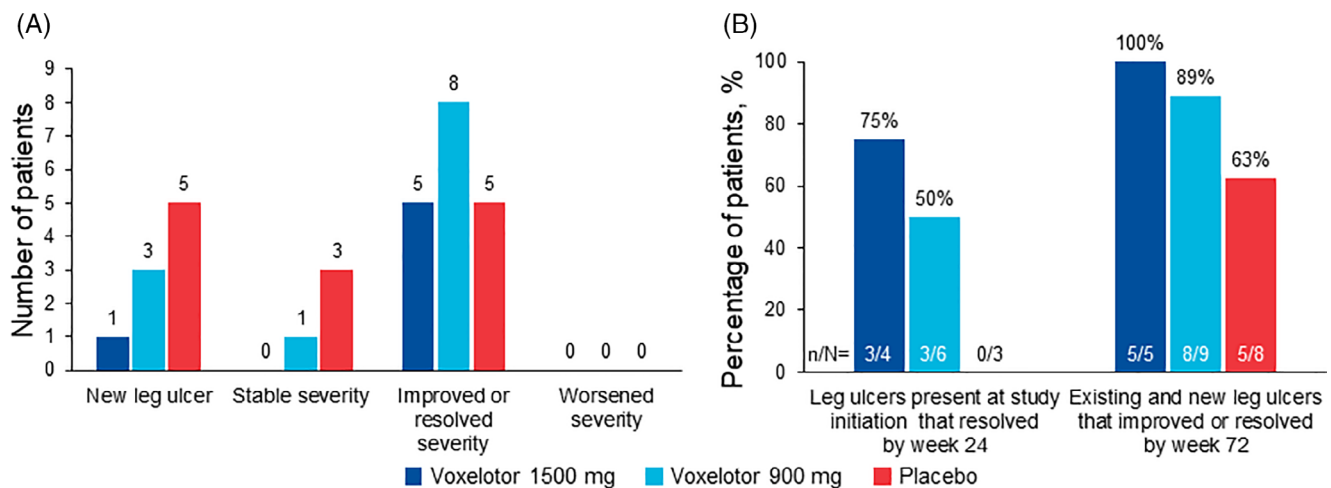 (A)
Number of patients
9
8
7
6
5
4
3
2
1
0
1
3
5
0
1
3
5
8
5
0
0
0
New leg ulcer
Stable severity
Improved or
resolved
severity
Worsened
severity
(B)
Percentage of patients, %
100
80
60
40
20
0
75%
50%
100%
89%
63%
n/N=
3/4
3/6
0/3
5/5
8/9
5/8
Leg ulcers present at study
initiation that resolved
by week 24
Existing and new leg ulcers
that improved or resolved
by week 72
Voxelotor 1500 mg
Voxelotor 900 mg
Placebo